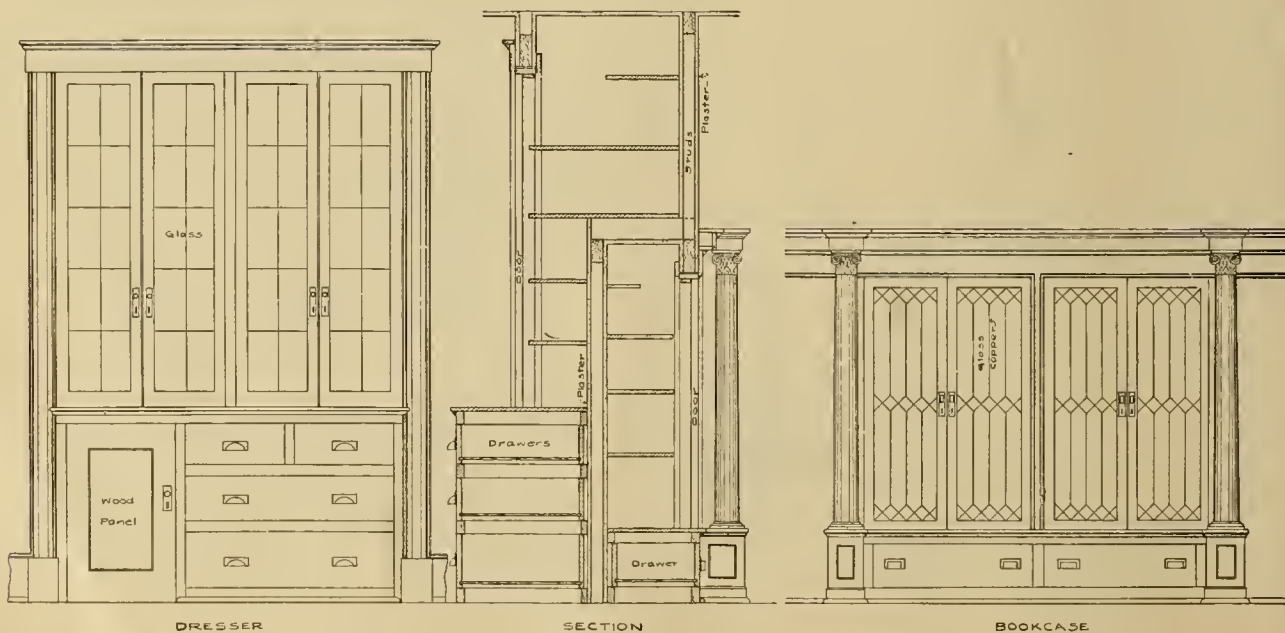 Glass
Wood
Panel
DRESSER
Plaster
Studs
Door
Plaster
Door
Drawers
Drawer
SECTION
Glass
Copper
BOOKCASE